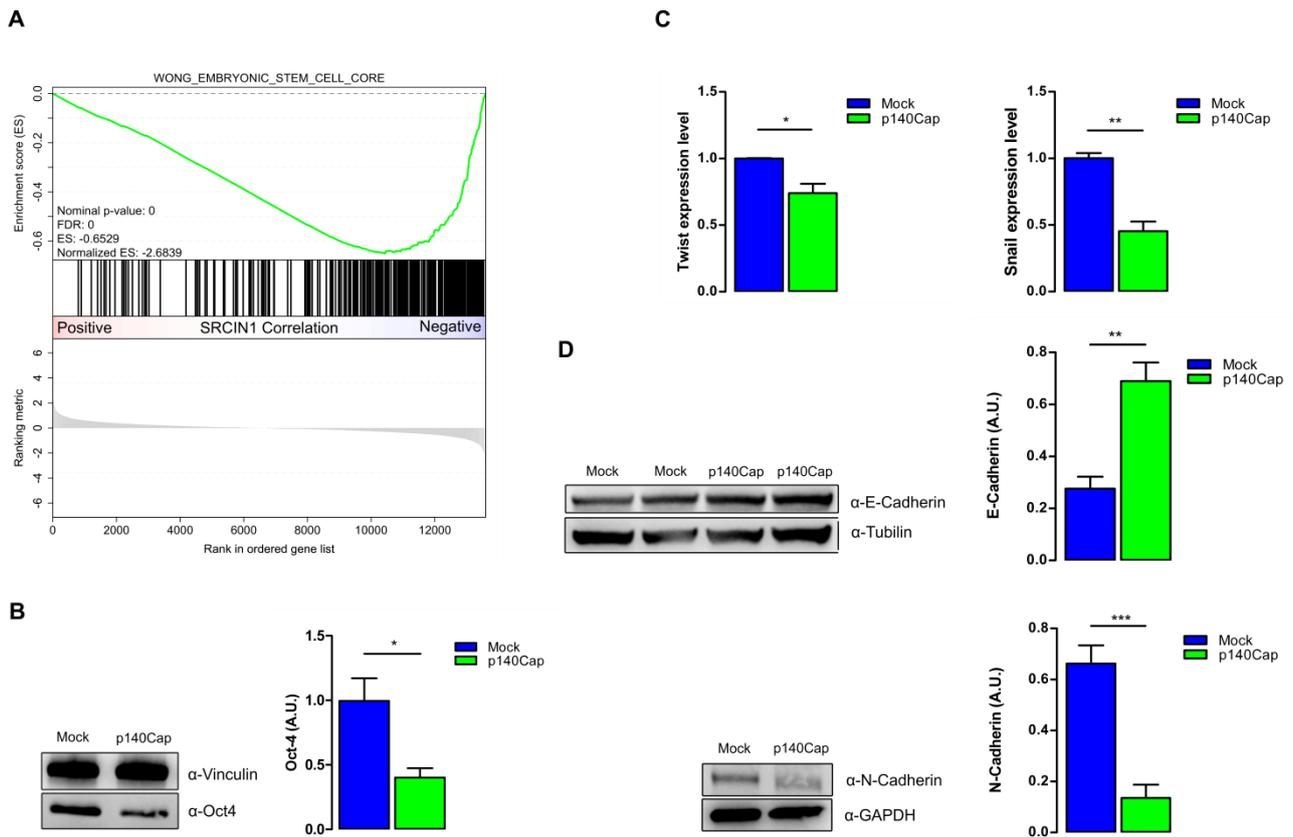 A
WONG_EMBRYONIC_STEM_CELL_CORE
Enrichment score (ES)
0.0
-0.2
-0.4
-0.6
Nominal p-value: 0
FDR: 0
ES: -0.6529
Normalized ES: -2.6839
Positive SRCIN1 Correlation Negative
Ranking metric
6
4
2
0
-2
-4
-6
0 2000 4000 6000 8000 10000 12000
Rank in ordered gene list
B
Mock p140Cap
α-Vinculin
α-Oct4
Oct-4 (A.U.)
1.5
1.0
0.5
0.0
*
Mock
p140Cap
C
Twist expression level
1.5
1.0
0.5
0.0
*
Mock
p140Cap
Snail expression level
1.5
1.0
0.5
0.0
**
Mock
p140Cap
D
Mock Mock p140Cap p140Cap
α-E-Cadherin
α-Tubilin
E-Cadherin (A.U.)
0.8
0.6
0.4
0.2
0.0
**
Mock
p140Cap
Mock p140Cap
α-N-Cadherin
α-GAPDH
N-Cadherin (A.U.)
0.8
0.6
0.4
0.2
0.0
***
Mock
p140Cap